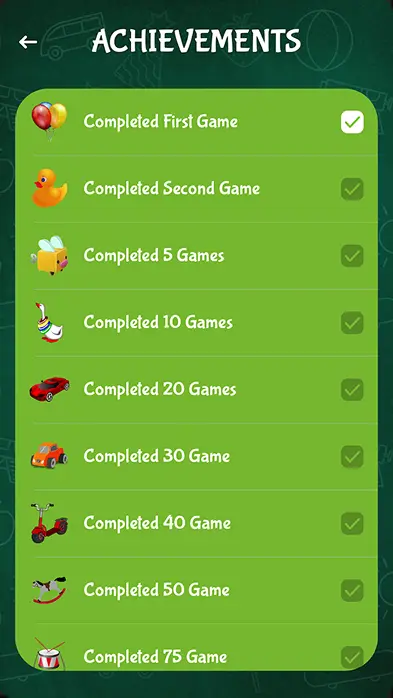 ACHIEVEMENTS
Completed First Game
Completed Second Game
Completed 5 Games
Completed 10 Games
Completed 20 Games
Completed 30 Game
Completed 40 Game
Completed 50 Game
Completed 75 Game